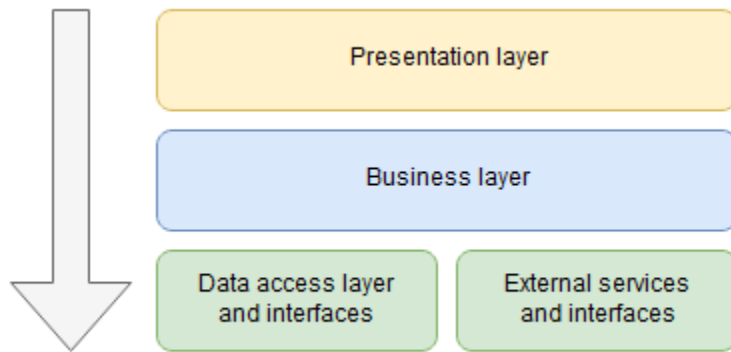 Presentation layer
Business layer
Data access layer
and interfaces
External services
and interfaces